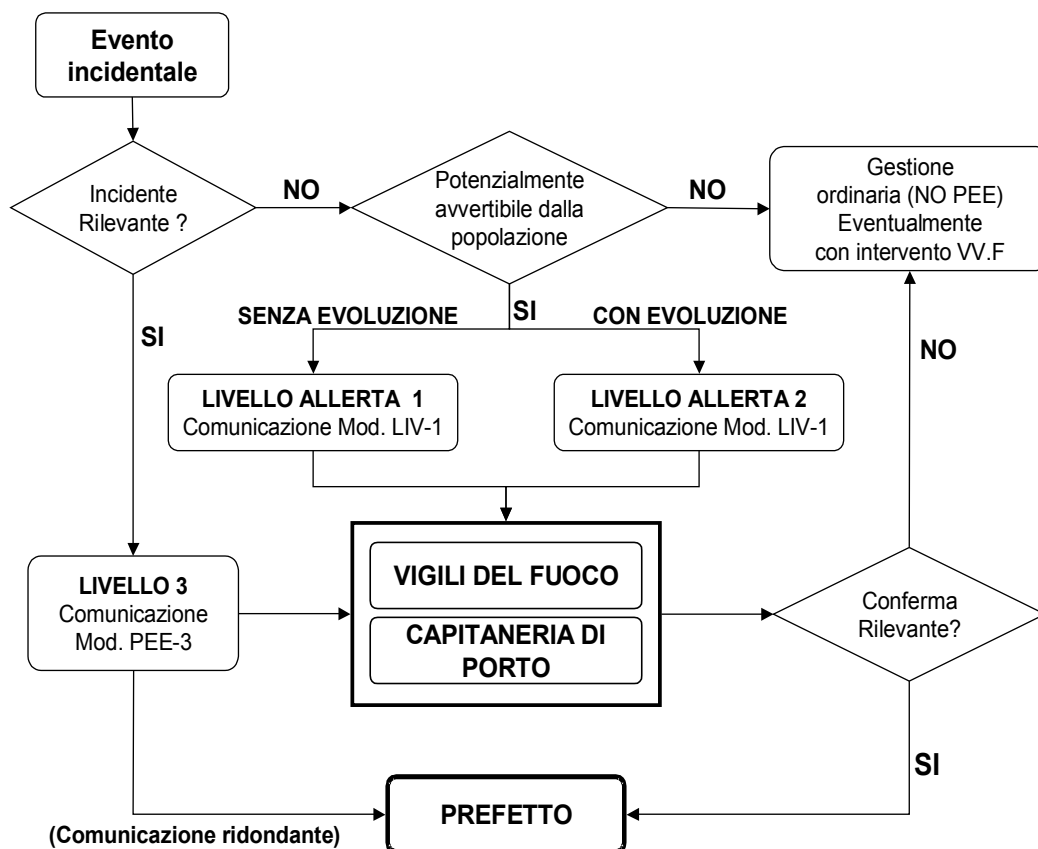 Evento
incidentale
Incidente
Rilevante ?
NO
Potenzialmente
avvertibile dalla
popolazione
NO
Gestione
ordinaria (NO PEE)
Eventualmente
con intervento VV.F
SI
SENZA EVOLUZIONE
SI
CON EVOLUZIONE
NO
LIVELLO ALLERTA 1
Comunicazione Mod. LIV-1
LIVELLO ALLERTA 2
Comunicazione Mod. LIV-1
LIVELLO 3
Comunicazione
Mod. PEE-3
VIGILI DEL FUOCO
CAPITANERIA DI
PORTO
Conferma
Rilevante?
SI
PREFETTO
(Comunicazione ridondante)